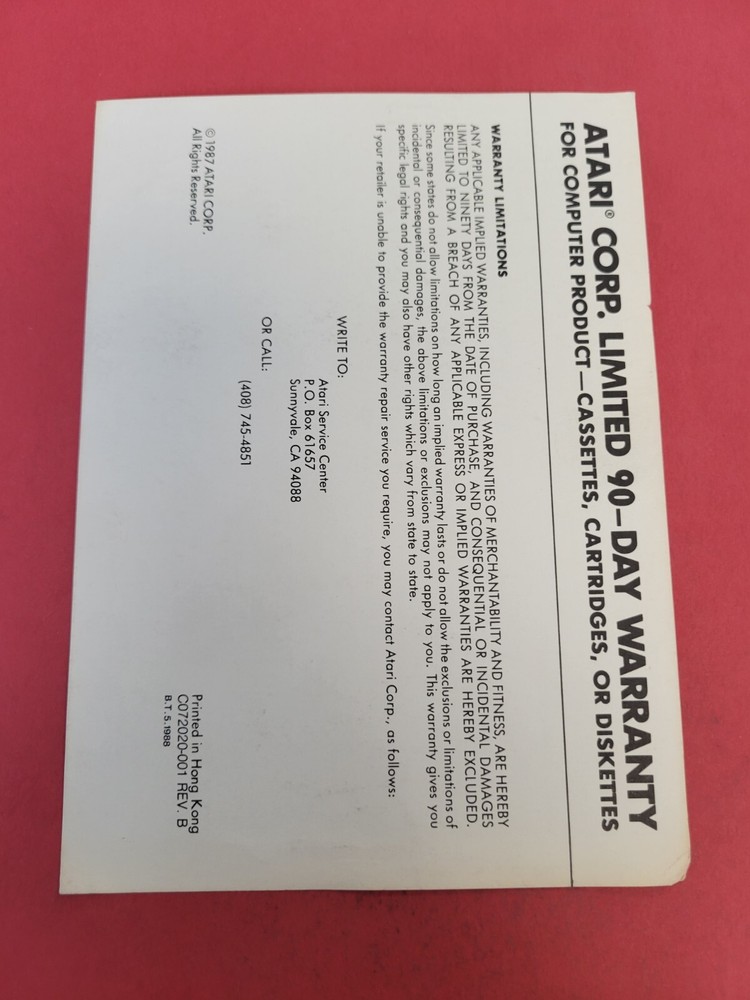 ATARI® CORP. LIMITED 90–DAY WARRANTY
FOR COMPUTER PRODUCT—CASSETTES, CARTRIDGES, OR DISKETTES
WARRANTY LIMITATIONS
ANY APPLICABLE IMPLIED WARRANTIES, INCLUDING WARRANTIES OF MERCHANTABILITY AND FITNESS, ARE HEREBY
LIMITED TO NINETY DAYS FROM THE DATE OF PURCHASE, AND CONSEQUENTIAL OR INCIDENTAL DAMAGES
RESULTING FROM A BREACH OF ANY APPLICABLE EXPRESS OR IMPLIED WARRANTIES ARE HEREBY EXCLUDED.
Since some states do not allow limitations on how long an implied warranty lasts or do not allow the exclusions or limitations of
incidental or consequential damages, the above limitations or exclusions may not apply to you. This warranty gives you
specific legal rights and you may also have other rights which vary from state to state.
If your retailer is unable to provide the warranty repair service you require, you may contact Atari Corp., as follows:
WRITE TO:
Atari Service Center
P.O. Box 61657
Sunnyvale, CA 94088
OR CALL:
(408) 745-4851
© 1987 ATARI CORP.
All Rights Reserved.
Printed in Hong Kong
C072020-001 REV. B
B.T.5.1988